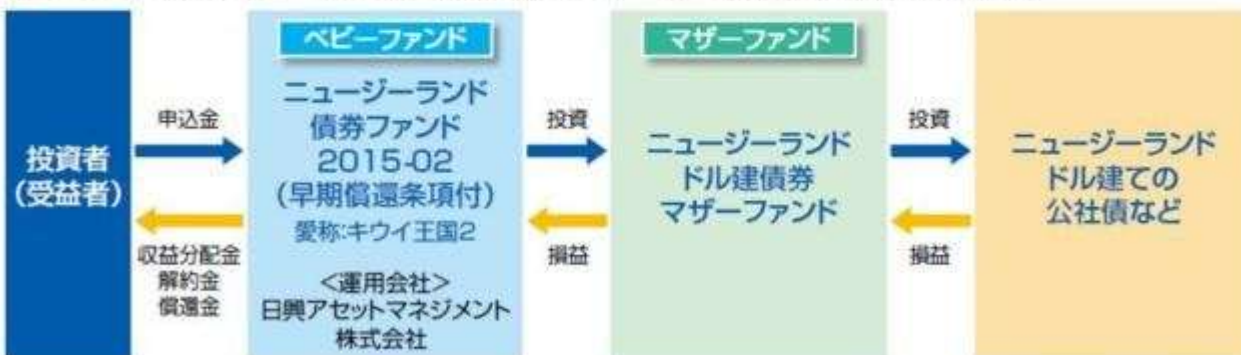 投資者
(受益者)
申込金
収益分配金
解約金
償還金
ベビーファンド
ニュージーランド
債券ファンド
2015-02
(早期償還条項付)
愛称:キウイ王国2
<運用会社>
日興アセットマネジメント
株式会社
投資
損益
マザーファンド
ニュージーランド
ドル建債券
マザーファンド
投資
損益
ニュージーランド
ドル建ての
公社債など